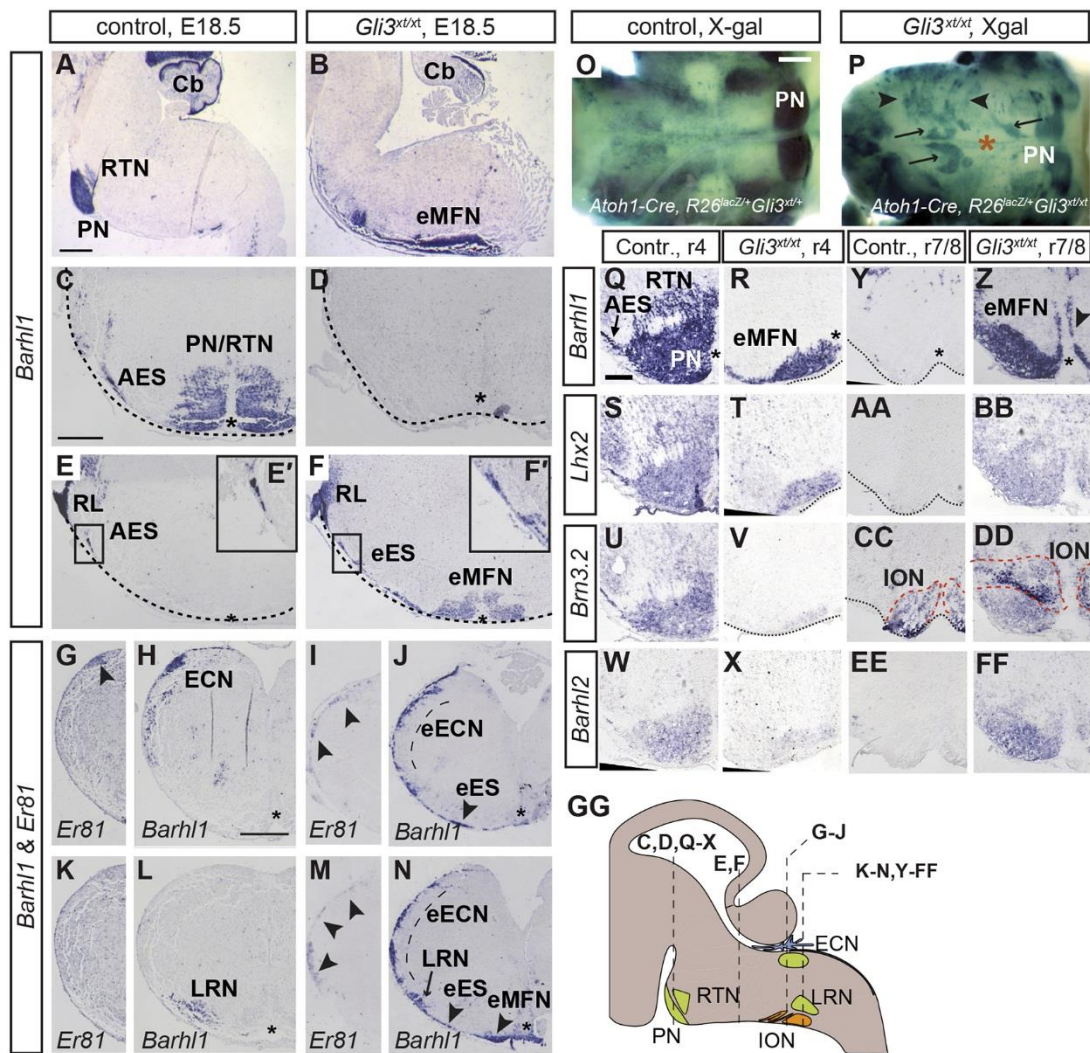 control, E18.5
Gli3xt/xt, E18.5
control, X-gal
Gli3xt/xt, Xgal
Barhl1
A
Cb
RTN
PN
B
Cb
eMFN
C
PN/RTN
AES
*
D
*
E
E'
RL
AES
*
F
F'
RL
eES
eMFN
*
Barhl1 & Er81
G
Er81
H
ECN
*
Barhl1
I
Er81
J
eECN
eES
*
Barhl1
K
Er81
L
LRN
*
Barhl1
M
Er81
N
eECN
LRN
eES
eMFN
*
Barhl1
O
PN
Atoh1-Cre, R26lacZ/+Gli3xt/+
P
*
PN
Atoh1-Cre, R26lacZ/+Gli3xt/xt
Contr., r4
Gli3xt/xt, r4
Contr., r7/8
Gli3xt/xt, r7/8
Barhl1
Q
RTN
AES
PN
*
R
eMFN
*
Y
*
Z
eMFN
*
Lhx2
S
T
AA
BB
Brn3.2
U
V
CC
ION
DD
ION
Barhl2
W
X
EE
FF
GG
C,D,Q-X
E,F
G-J
K-N,Y-FF
ECN
RTN
LRN
PN
ION